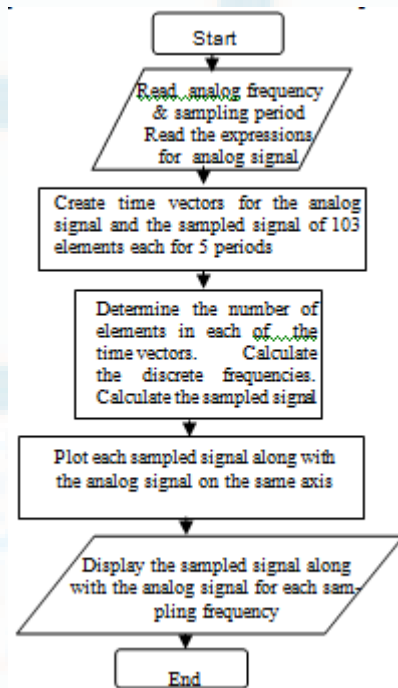 Start
Read analog frequency
& sampling period
Read the expressions
for analog signal
Create time vectors for the analog
signal and the sampled signal of 103
elements each for 5 periods
Determine the number of
elements in each of the
time vectors. Calculate
the discrete frequencies.
Calculate the sampled signal
Plot each sampled signal along with
the analog signal on the same axis
Display the sampled signal along
with the analog signal for each sam-
pling frequency
End